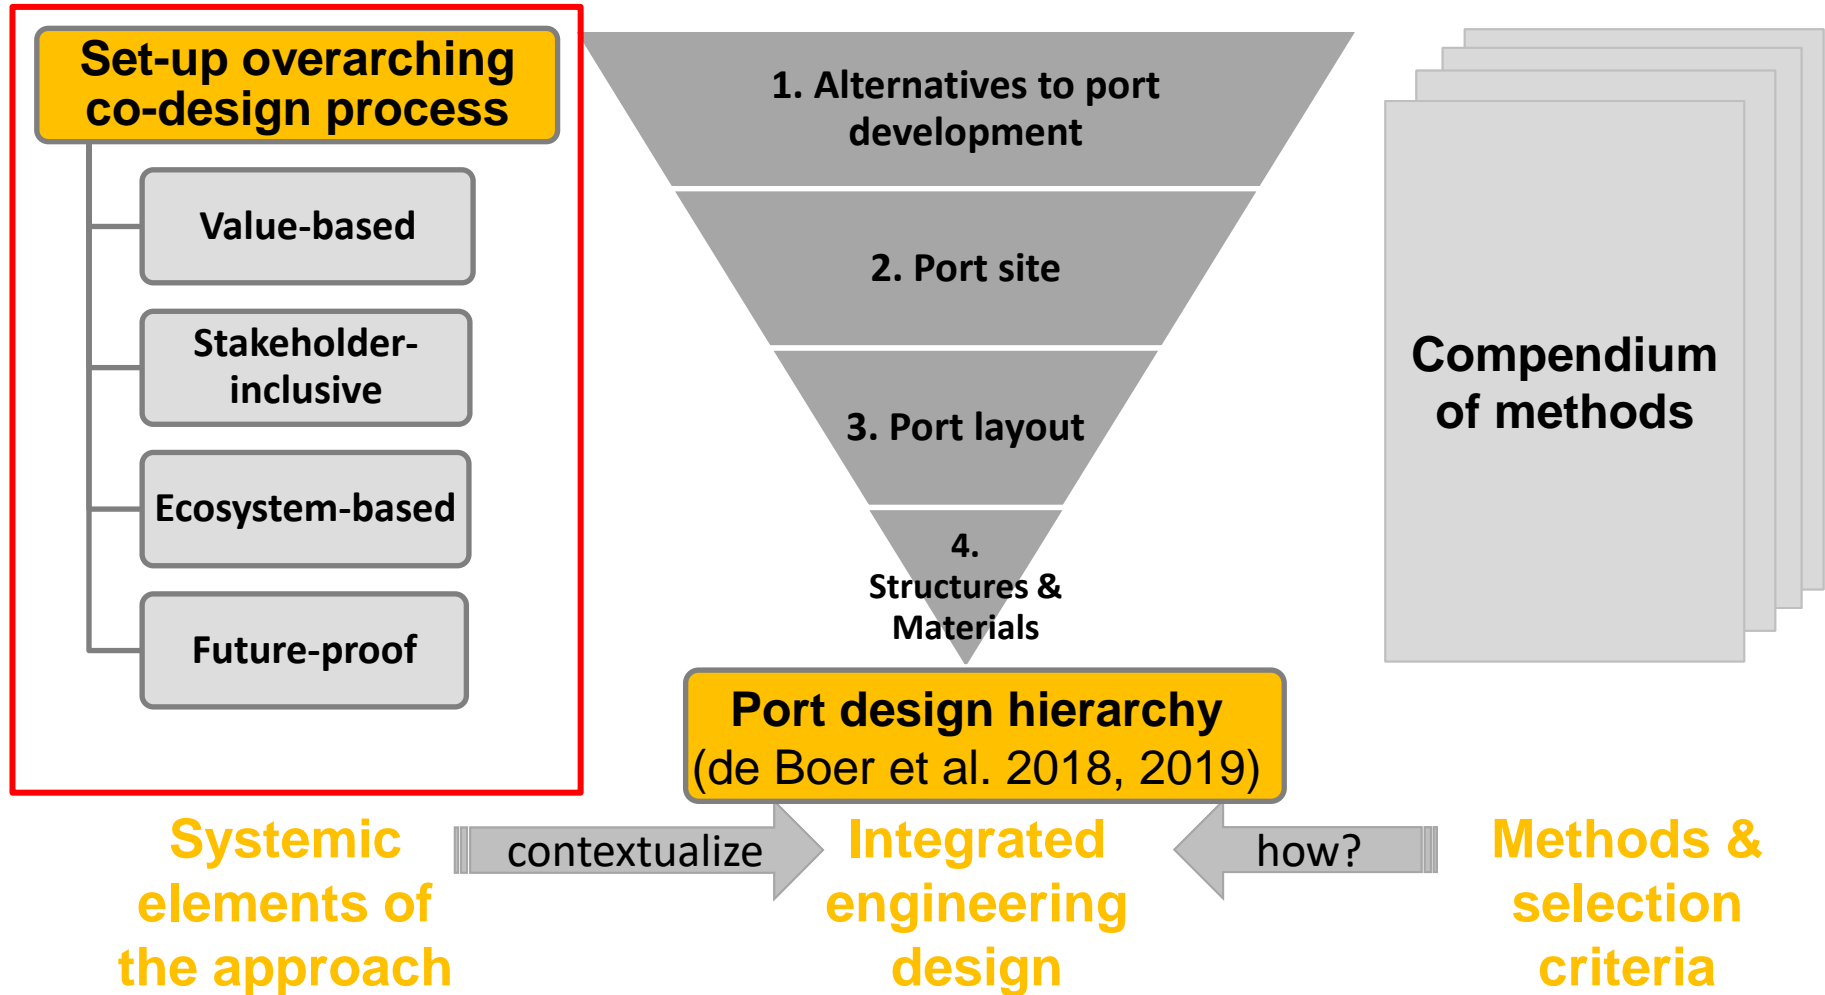 Set-up overarching
co-design process
Value-based
Stakeholder-
inclusive
Ecosystem-based
Future-proof
1. Alternatives to port
development
2. Port site
3. Port layout
4.
Structures &
Materials
Port design hierarchy
(de Boer et al. 2018, 2019)
Compendium
of methods
Systemic
elements of
the approach
contextualize
Integrated
engineering
design
how?
Methods &
selection
criteria